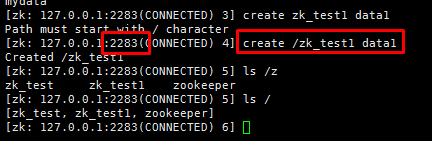 mydata
[zk: 127.0.0.1:2283(CONNECTED) 3] create zk_test1 data1
Path must start with / character
[zk: 127.0.0.1:2283(CONNECTED) 4] create /zk_test1 data1
Created /zk_test1
[zk: 127.0.0.1:2283(CONNECTED) 5] ls /z
zk_test     zk_test1     zookeeper
[zk: 127.0.0.1:2283(CONNECTED) 5] ls /
[zk_test, zk_test1, zookeeper]
[zk: 127.0.0.1:2283(CONNECTED) 6]